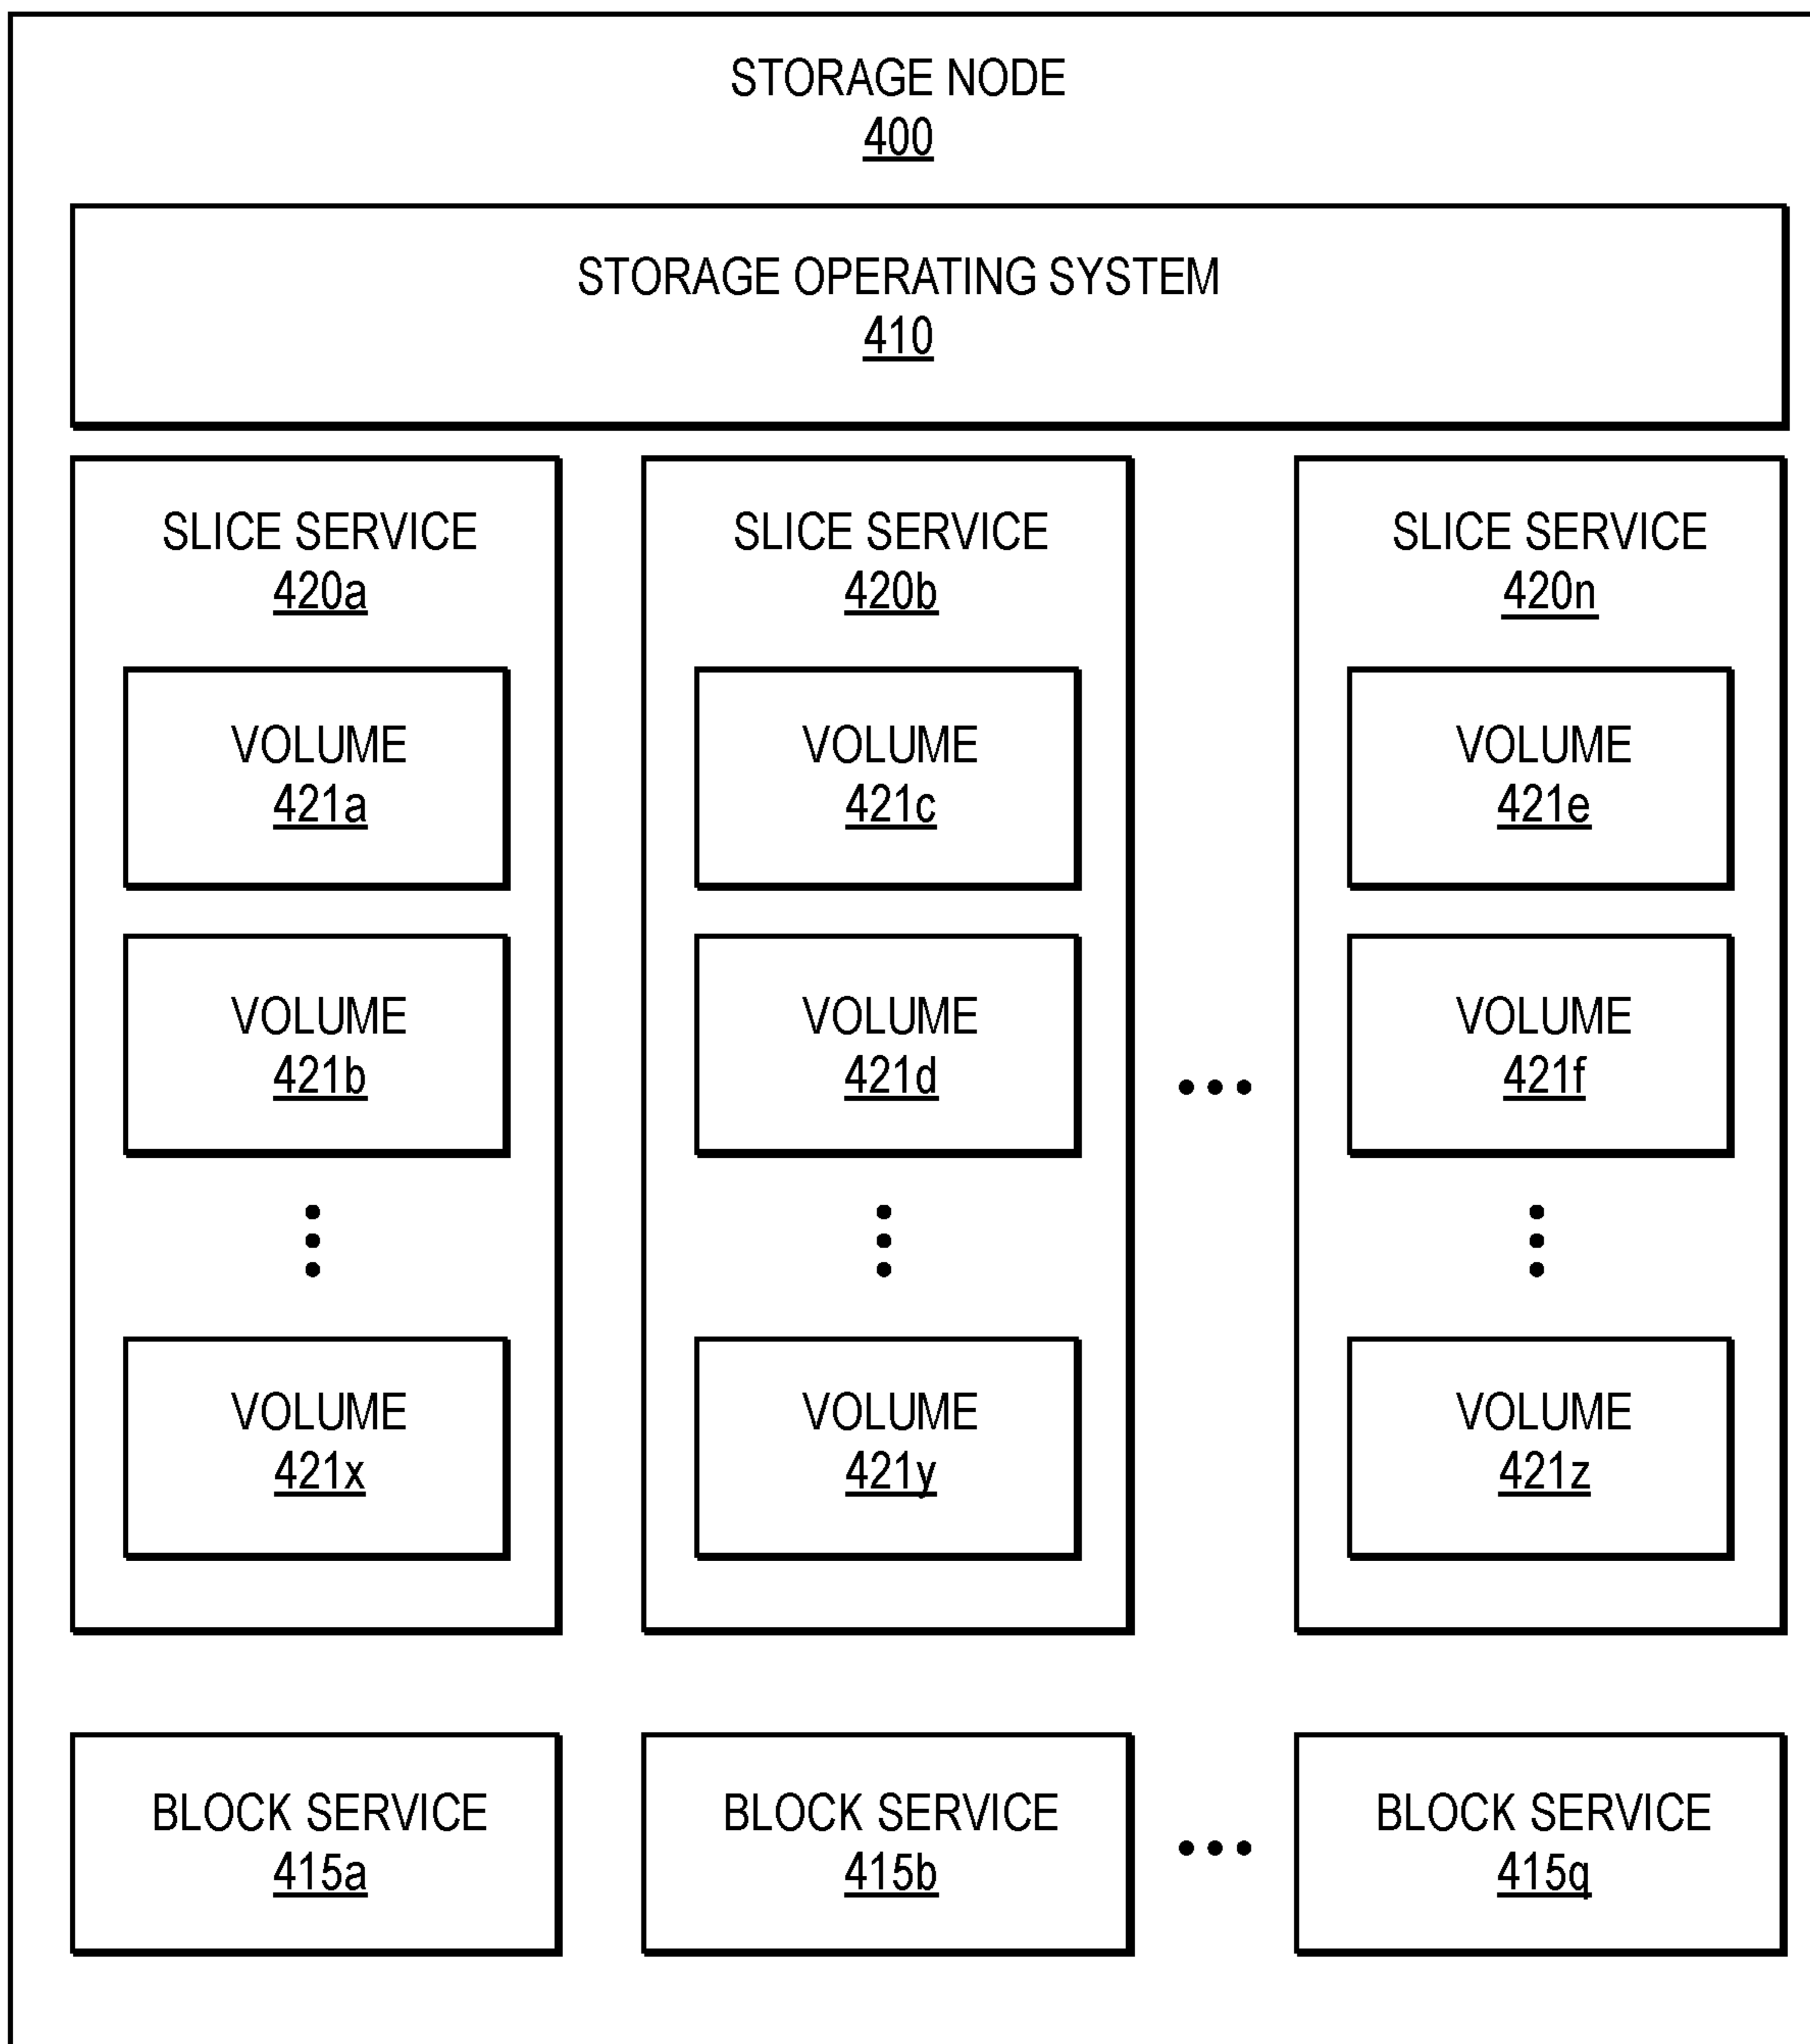 STORAGE NODE
400
STORAGE OPERATING SYSTEM
410
SLICE SERVICE
420a
VOLUME
421a
VOLUME
421b
VOLUME
421x
SLICE SERVICE
420b
VOLUME
421c
VOLUME
421d
VOLUME
421y
SLICE SERVICE
420n
VOLUME
421e
VOLUME
421f
VOLUME
421z
BLOCK SERVICE
415a
BLOCK SERVICE
415b
BLOCK SERVICE
415q